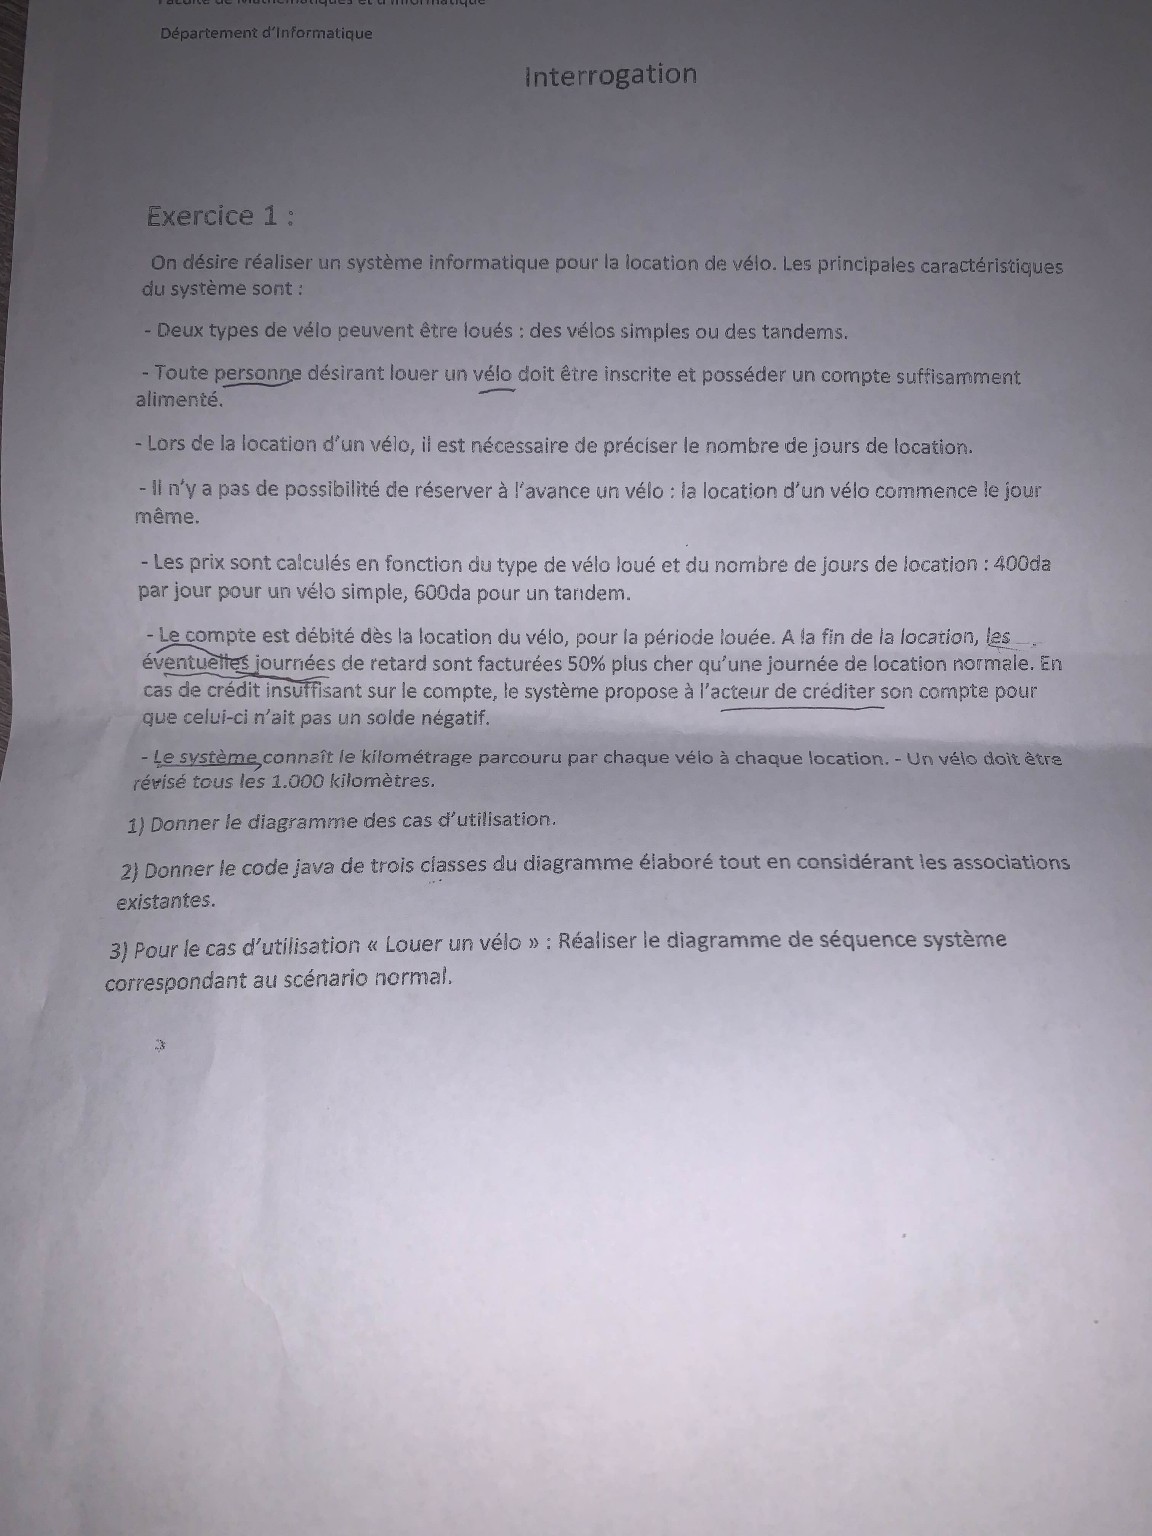 Faculté de Mathématiques et d'Informatique
Département d'Informatique
Interrogation
Exercice 1 :
On désire réaliser un système informatique pour la location de vélo. Les principales caractéristiques
du système sont :
- Deux types de vélo peuvent être loués : des vélos simples ou des tandems.
- Toute personne désirant louer un vélo doit être inscrite et posséder un compte suffisamment
alimenté.
- Lors de la location d'un vélo, il est nécessaire de préciser le nombre de jours de location.
- Il n'y a pas de possibilité de réserver à l'avance un vélo : la location d'un vélo commence le jour
même.
- Les prix sont calculés en fonction du type de vélo loué et du nombre de jours de location : 400da
par jour pour un vélo simple, 600da pour un tandem.
- Le compte est débité dès la location du vélo, pour la période louée. A la fin de la location, les
éventuelles journées de retard sont facturées 50% plus cher qu'une journée de location normale. En
cas de crédit insuffisant sur le compte, le système propose à l'acteur de créditer son compte pour
que celui-ci n'ait pas un solde négatif.
- Le système connaît le kilométrage parcouru par chaque vélo à chaque location. - Un vélo doit être
révisé tous les 1.000 kilomètres.
1) Donner le diagramme des cas d'utilisation.
2) Donner le code java de trois classes du diagramme élaboré tout en considérant les associations
existantes.
3) Pour le cas d'utilisation « Louer un vélo » : Réaliser le diagramme de séquence système
correspondant au scénario normal.